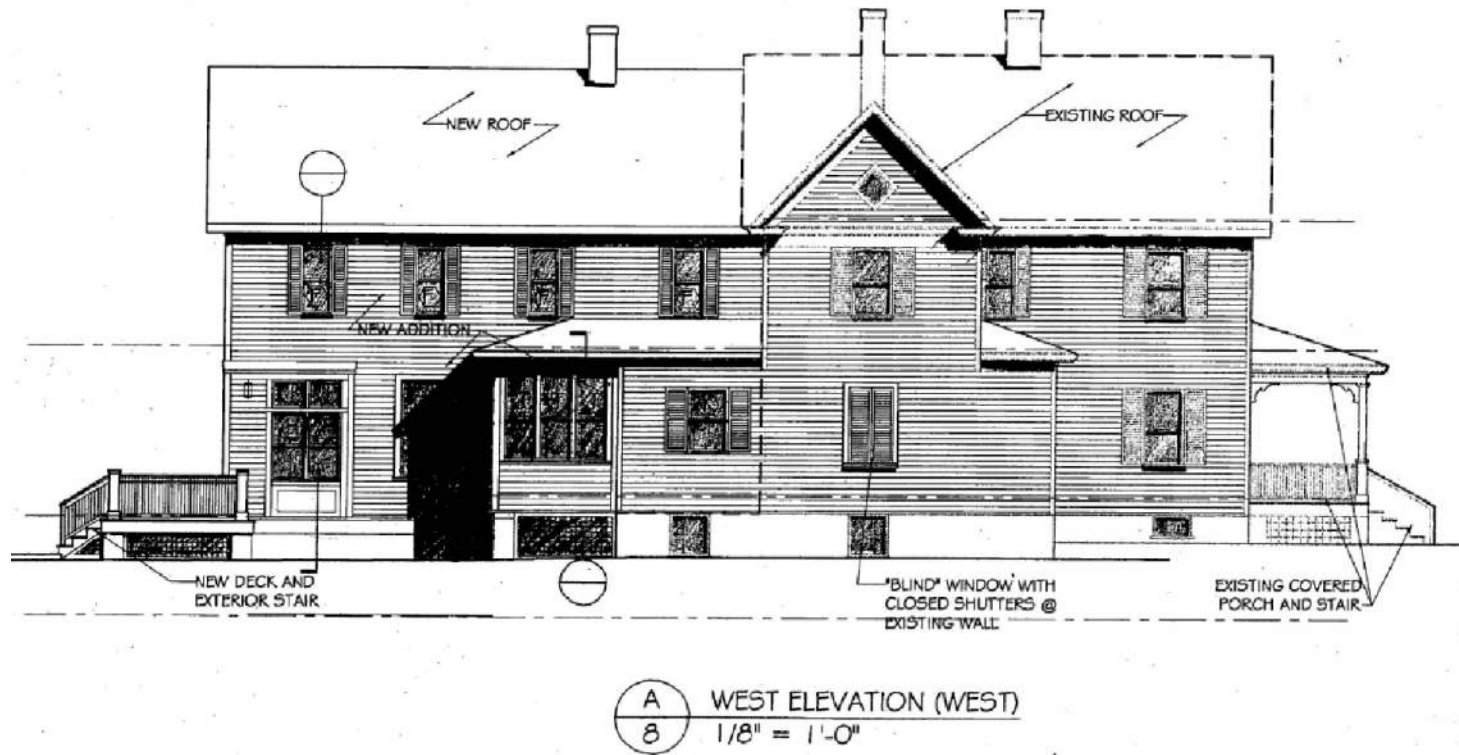 NEW ROOF
EXISTING ROOF
NEW ADDITION
F
F
F
F
NEW DECK AND
EXTERIOR STAIR
"BLIND" WINDOW WITH
CLOSED SHUTTERS @
EXISTING WALL
EXISTING COVERED
PORCH AND STAIR
A
8
WEST ELEVATION (WEST)
1/8" = 1'-0"